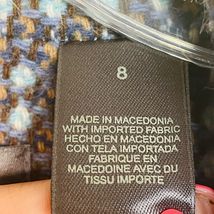 8
MADE IN MACEDONIA
WITH IMPORTED FABRIC
HECHO EN MACEDONIA
CON TELA IMPORTADA
FABRIQUE EN
MACEDOINE AVEC DU
TISSU IMPORTE